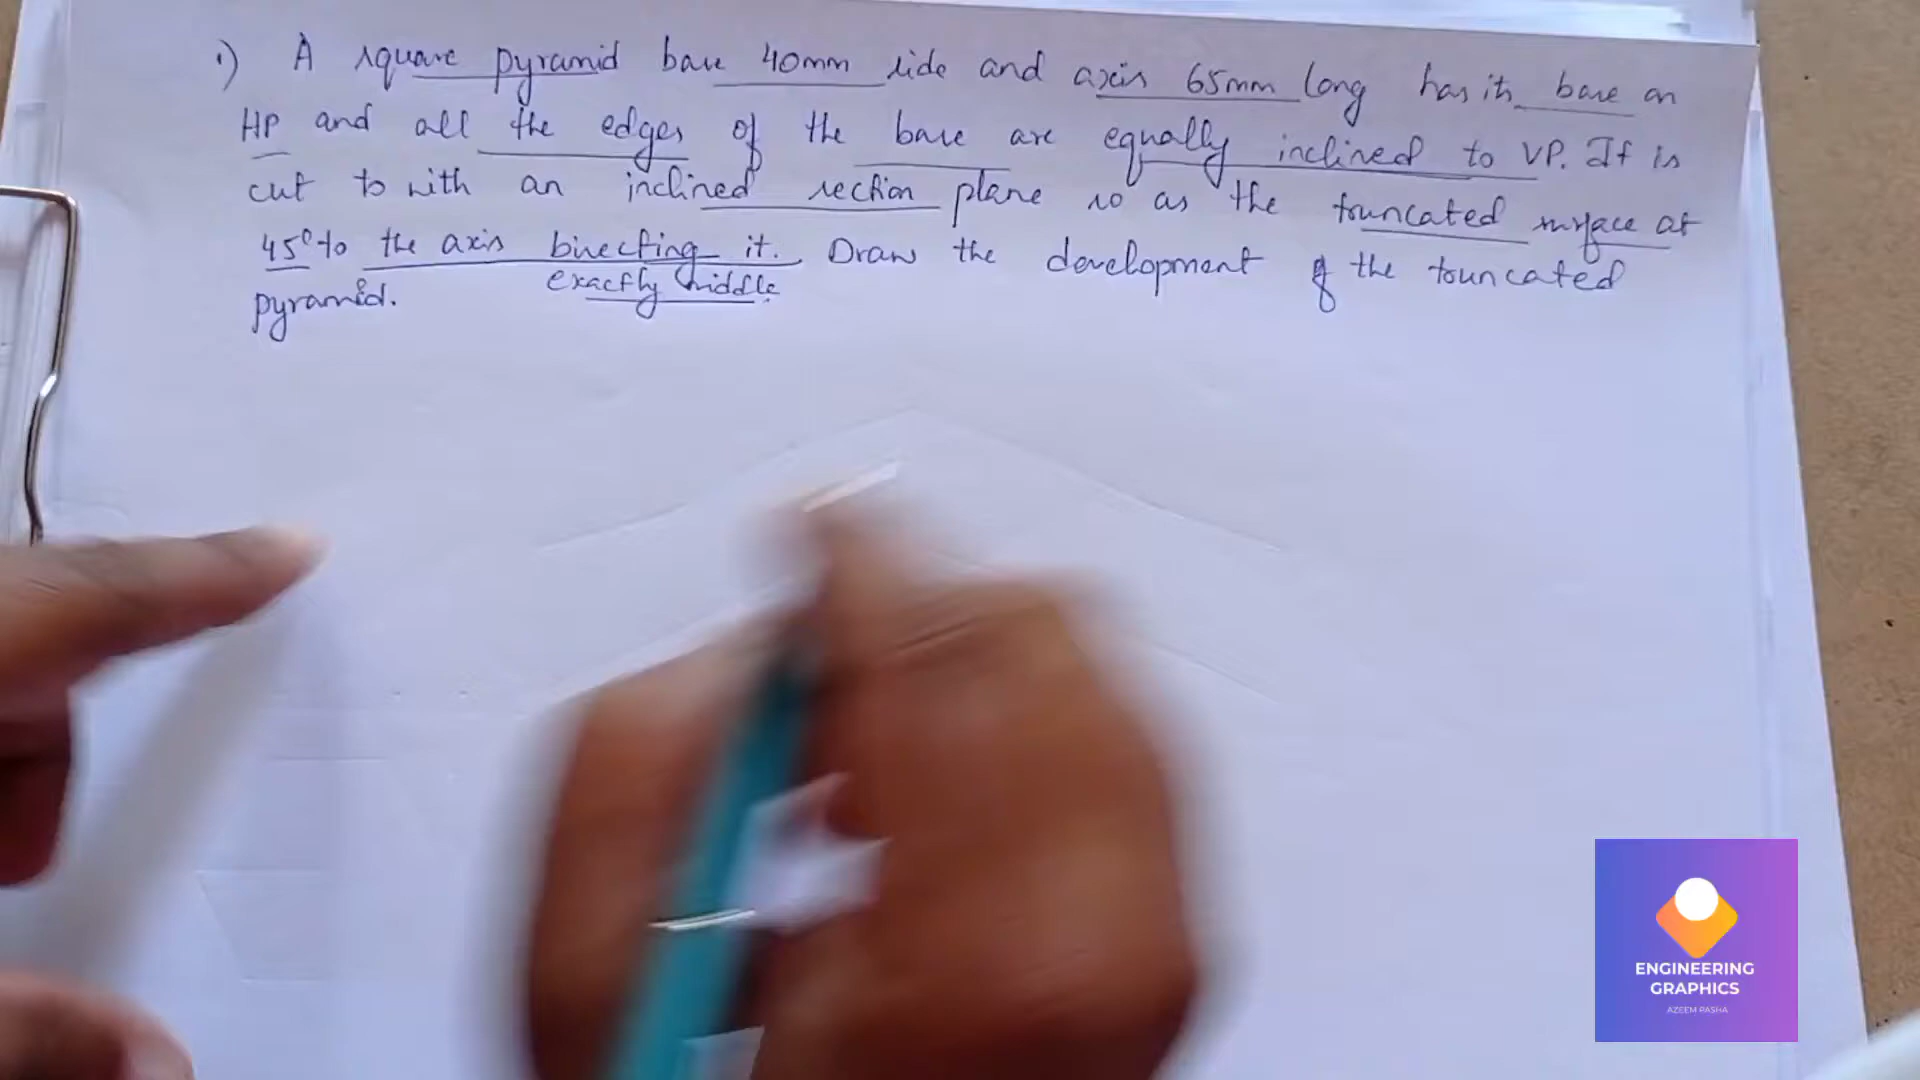 1) A square pyramid base 40mm side and axis 65mm long has its base on
HP and all the edges of the base are equally inclined to VP. If is
cut to with an inclined section plane so as the truncated surface at
45° to the axis bisecting it. Draw the development of the truncated
exactly middle
pyramid.
ENGINEERING
GRAPHICS
AZEEM PASHA